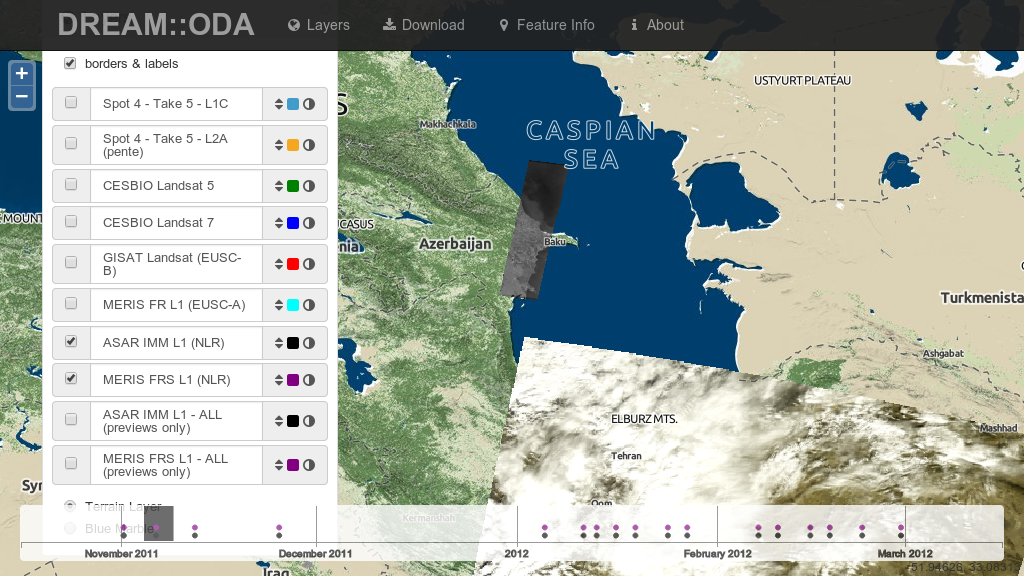 DREAM::ODA
Layers
Download
Feature Info
About
+
−
borders & labels
Spot 4 - Take 5 - L1C
Spot 4 - Take 5 - L2A
(pente)
CESBIO Landsat 5
CESBIO Landsat 7
GISAT Landsat (EUSC-
B)
MERIS FR L1 (EUSC-A)
ASAR IMM L1 (NLR)
MERIS FRS L1 (NLR)
ASAR IMM L1 - ALL
(previews only)
MERIS FRS L1 - ALL
(previews only)
Terrain Layer
Blue Marble
S
Makhachkala
CASPIAN
SEA
USTYURT PLATEAU
MOUNT
CASUS
nia
Azerbaijan
Baku
Turkmenista
Ashgabat
ELBURZ MTS.
Mashhad
Tehran
Syr
Qom
Kermanshah
November 2011
December 2011
2012
February 2012
March 2012
Iraq